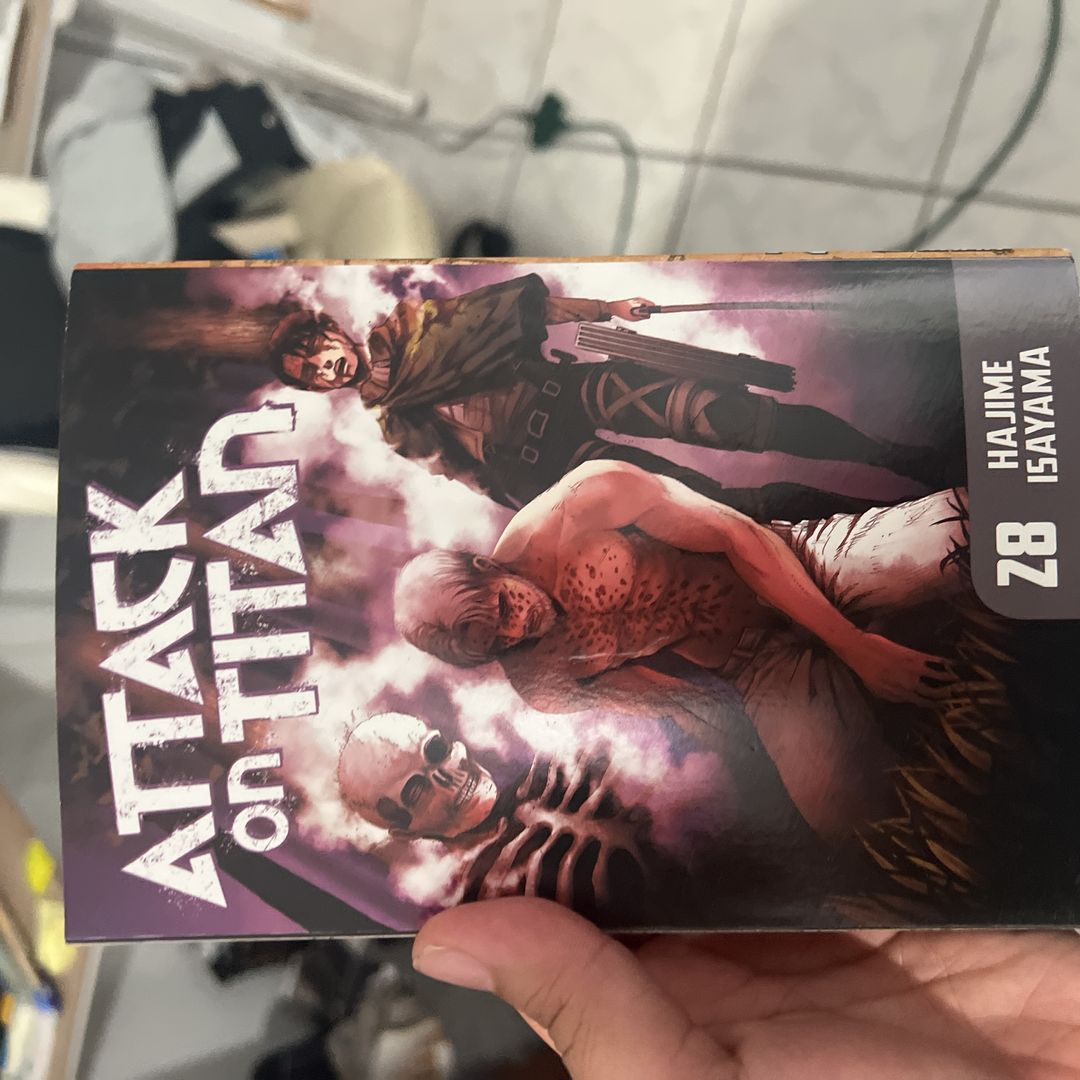 ATTACK
on TITAN
28
HAJIME
ISAYAMA